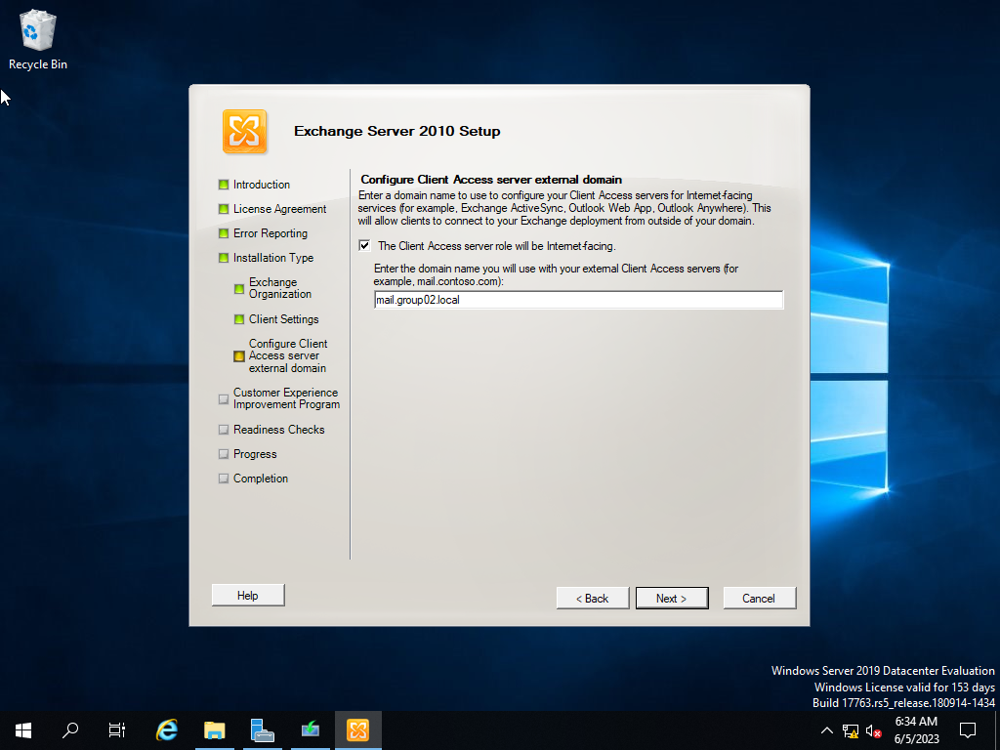 Recycle Bin
Exchange Server 2010 Setup
Introduction
License Agreement
Error Reporting
Installation Type
Exchange
Organization
Client Settings
Configure Client
Access server
external domain
Customer Experience
Improvement Program
Readiness Checks
Progress
Completion
Configure Client Access server external domain
Enter a domain name to use to configure your Client Access servers for Internet-facing
services (for example, Exchange ActiveSync, Outlook Web App, Outlook Anywhere). This
will allow clients to connect to your Exchange deployment from outside of your domain.
The Client Access server role will be Internet-facing.
Enter the domain name you will use with your external Client Access servers (for
example, mail.contoso.com):
mail.group02.local
Help
< Back
Next >
Cancel
Windows Server 2019 Datacenter Evaluation
Windows License valid for 153 days
Build 17763.rs5_release.180914-1434
6:34 AM
6/5/2023